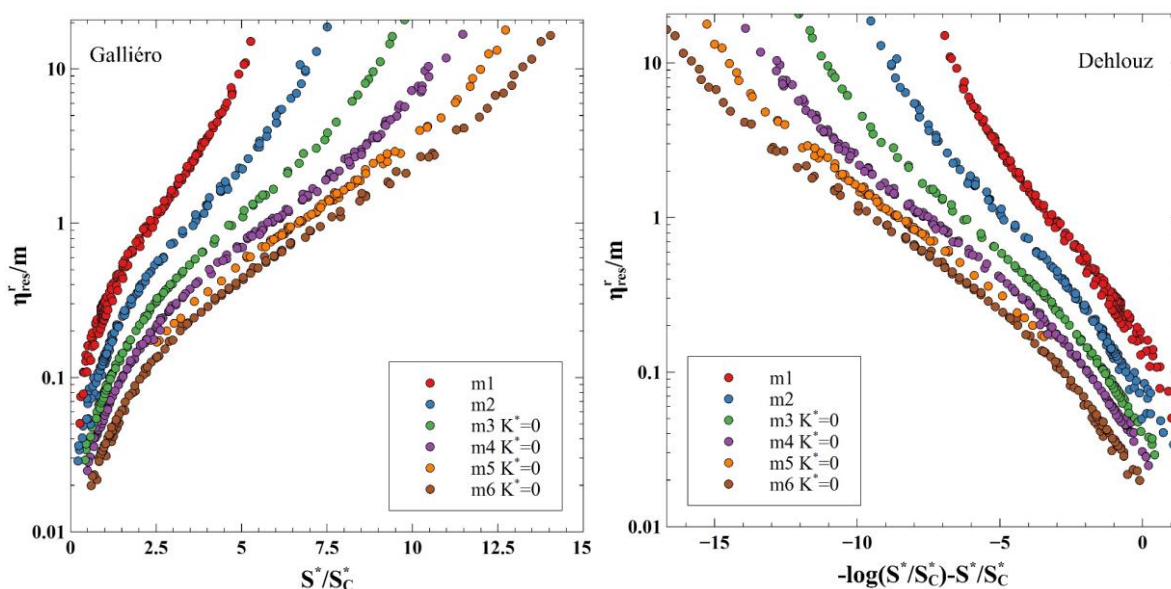 Galliéro
10
1
0.1
0.01
η^r_res/m
0
2.5
5
7.5
10
12.5
15
S*/S*_C
m1
m2
m3 K*=0
m4 K*=0
m5 K*=0
m6 K*=0
Dehlouz
10
1
0.1
0.01
η^r_res/m
−15
−10
−5
0
-log(S*/S*_C)-S*/S*_C
m1
m2
m3 K*=0
m4 K*=0
m5 K*=0
m6 K*=0